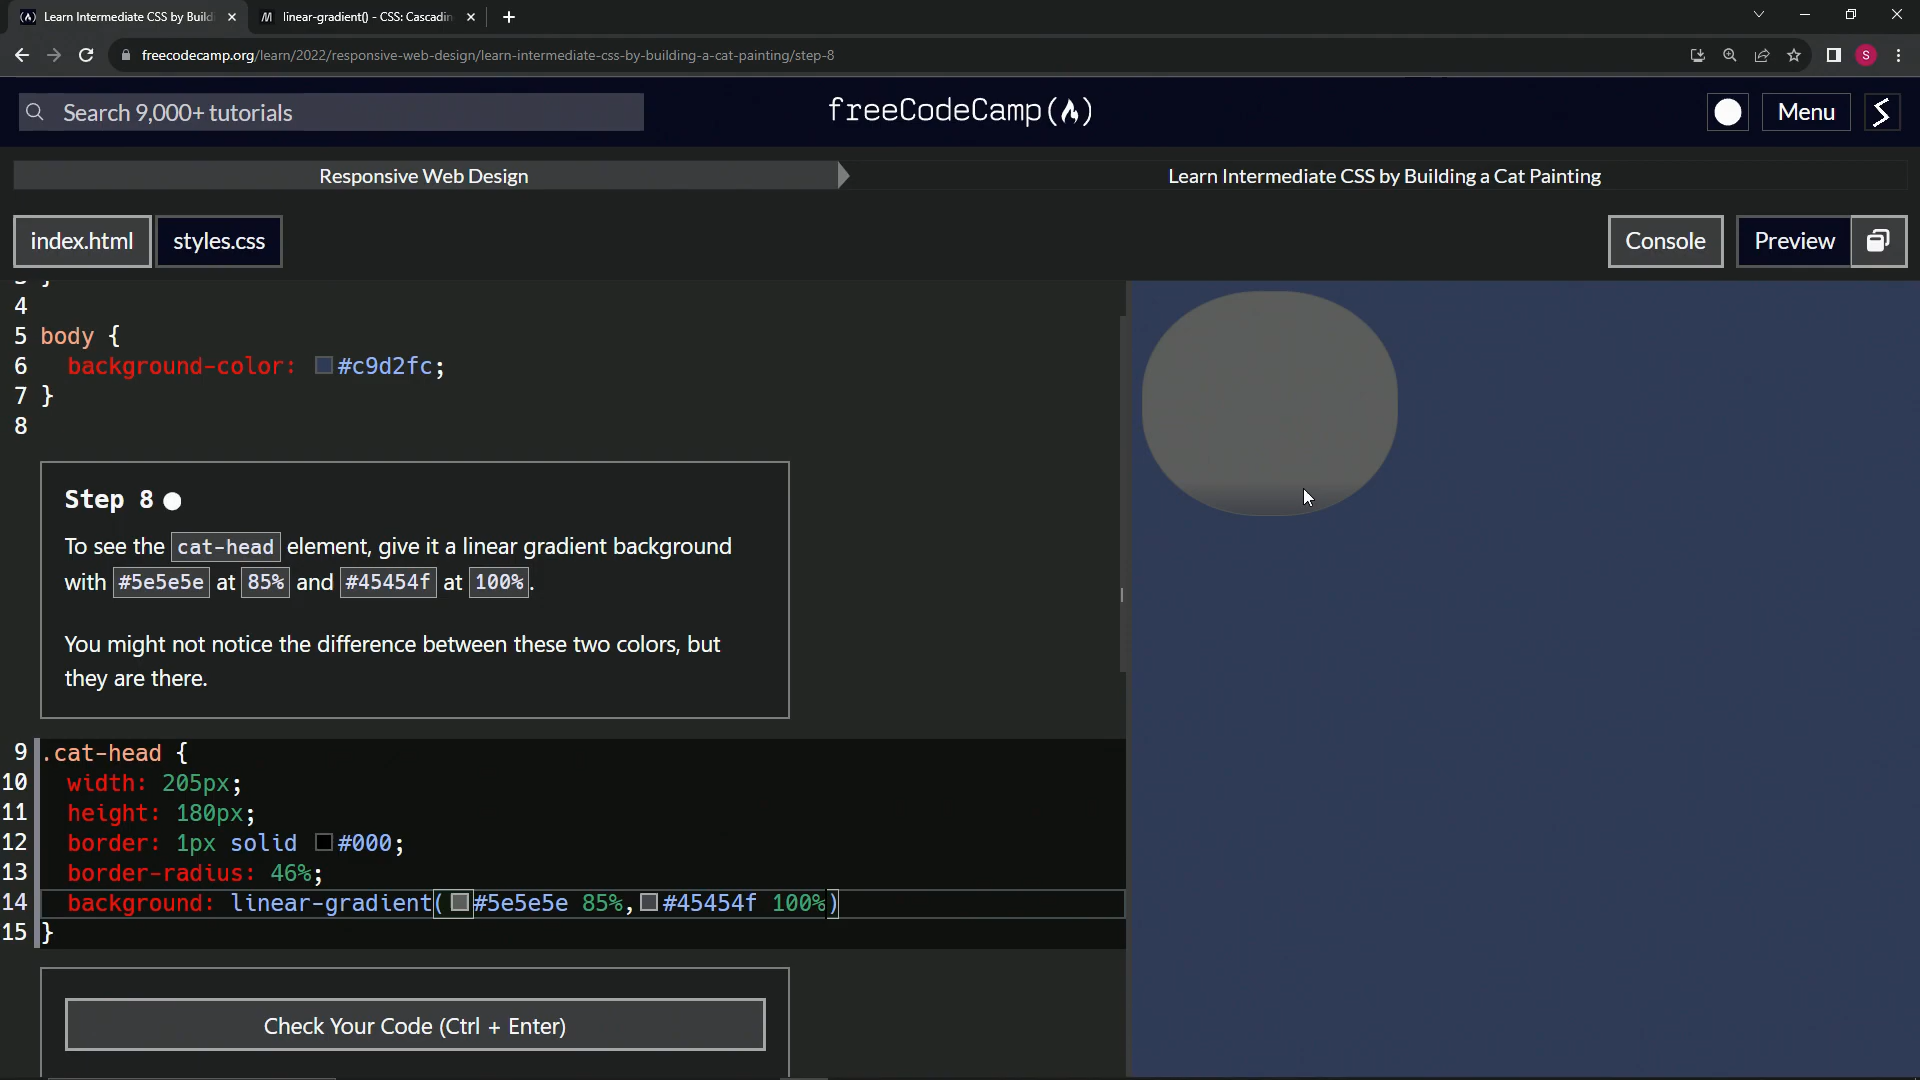 Learn Intermediate CSS by Build
linear-gradient() - CSS: Cascadin
freecodecamp.org/learn/2022/responsive-web-design/learn-intermediate-css-by-building-a-cat-painting/step-8
S
Search 9,000+ tutorials
freeCodeCamp
Menu
Responsive Web Design
Learn Intermediate CSS by Building a Cat Painting
index.html
styles.css
Console
Preview
4
5 body {
6 background-color: #c9d2fc;
7 }
8
Step 8
To see the cat-head element, give it a linear gradient background
with #5e5e5e at 85% and #45454f at 100%.
You might not notice the difference between these two colors, but
they are there.
9 .cat-head {
10 width: 205px;
11 height: 180px;
12 border: 1px solid #000;
13 border-radius: 46%;
14 background: linear-gradient( #5e5e5e 85%, #45454f 100%)
15 }
Check Your Code (Ctrl + Enter)